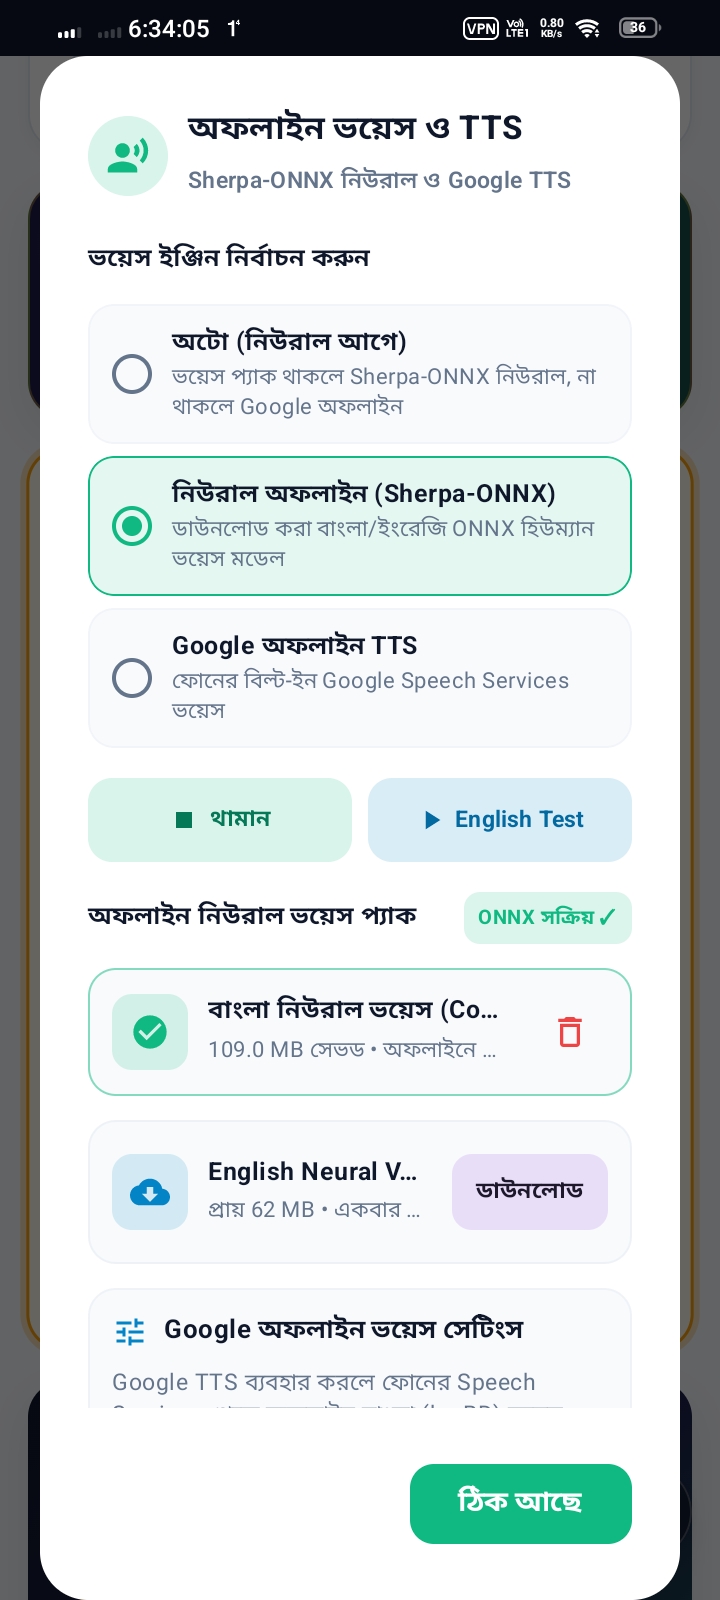 6:34:05
VPN
Vo) LTE1
0.80 KB/s
36
অফলাইন ভয়েস ও TTS
Sherpa-ONNX নিউরাল ও Google TTS
ভয়েস ইঞ্জিন নির্বাচন করুন
অটো (নিউরাল আগে)
ভয়েস প্যাক থাকলে Sherpa-ONNX নিউরাল, না
থাকলে Google অফলাইন
নিউরাল অফলাইন (Sherpa-ONNX)
ডাউনলোড করা বাংলা/ইংরেজি ONNX হিউম্যান
ভয়েস মডেল
Google অফলাইন TTS
ফোনের বিল্ট-ইন Google Speech Services
ভয়েস
থামান
English Test
অফলাইন নিউরাল ভয়েস প্যাক
ONNX সক্রিয় ✓
বাংলা নিউরাল ভয়েস (Co...
109.0 MB সেভড • অফলাইনে ...
English Neural V...
প্রায় 62 MB • একবার ...
ডাউনলোড
Google অফলাইন ভয়েস সেটিংস
Google TTS ব্যবহার করলে ফোনের Speech
ঠিক আছে